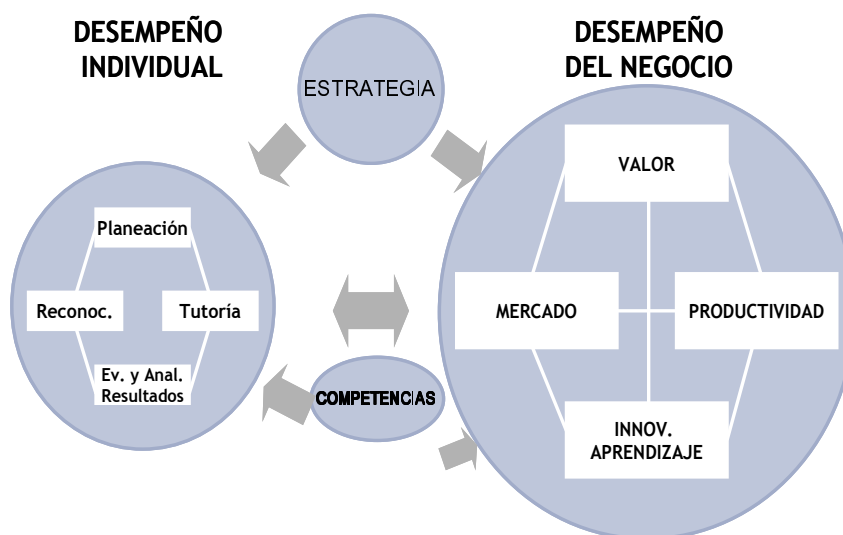 DESEMPEÑO
INDIVIDUAL
ESTRATEGIA
DESEMPEÑO
DEL NEGOCIO
Planeación
Reconoc.
Tutoría
Ev. y Anal.
Resultados
COMPETENCIAS
VALOR
MERCADO
PRODUCTIVIDAD
INNOV.
APRENDIZAJE